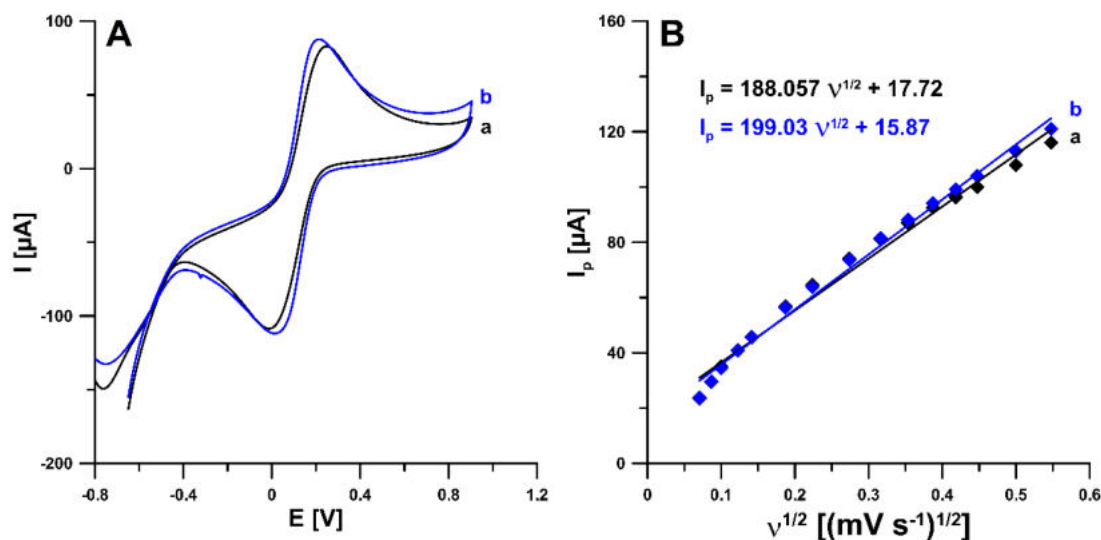 A
100
0
-100
-200
I [µA]
-0.8
-0.4
0
0.4
0.8
1.2
E [V]
b
a
B
160
120
80
40
0
Iₚ [µA]
0
0.1
0.2
0.3
0.4
0.5
0.6
ν¹/² [(mV s⁻¹)¹/²]
Iₚ = 188.057 ν¹/² + 17.72
Iₚ = 199.03 ν¹/² + 15.87
b
a